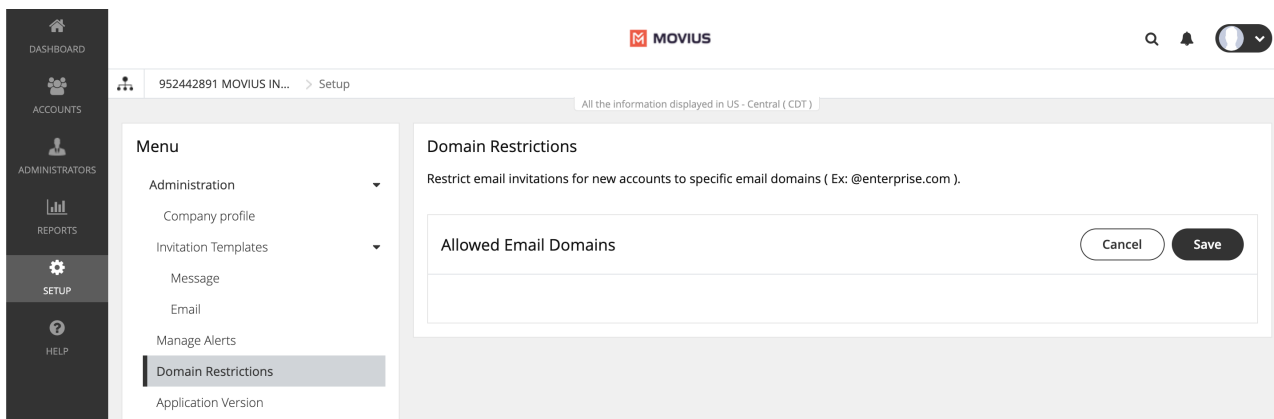 DASHBOARD
ACCOUNTS
ADMINISTRATORS
REPORTS
SETUP
HELP
MOVIUS
952442891 MOVIUS IN... > Setup
All the information displayed in US - Central ( CDT )
Menu
Administration
Company profile
Invitation Templates
Message
Email
Manage Alerts
Domain Restrictions
Application Version
Domain Restrictions
Restrict email invitations for new accounts to specific email domains ( Ex: @enterprise.com ).
Allowed Email Domains
Cancel
Save